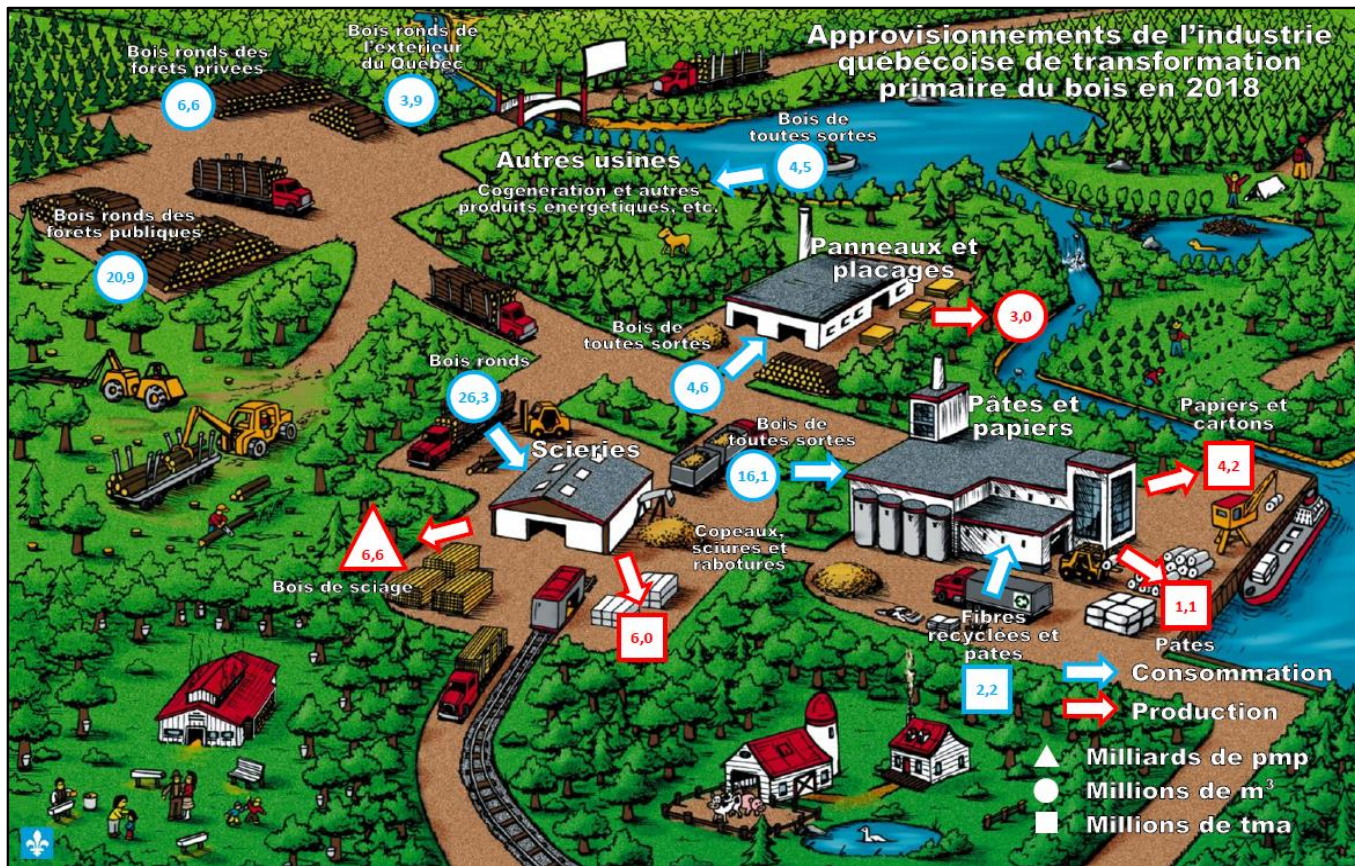 Approvisionnements de l'industrie
québécoise de transformation
primaire du bois en 2018
Bois ronds de
l'extérieur
du Québec
3,9
Bois ronds des
forêts privées
6,6
Bois ronds des
forêts publiques
20,9
Bois de
toutes sortes
4,5
Autres usines
Cogeneration et autres
produits energetiques, etc.
Panneaux et
placages
3,0
Bois de
toutes sortes
4,6
Bois ronds
26,3
Scieries
Bois de
toutes sortes
16,1
Pâtes et
papiers
Papiers et
cartons
4,2
6,6
Bois de sciage
Copeaux,
sciures et
rabotures
6,0
Fibres
recyclées et
pates
2,2
1,1
Pates
Consommation
Production
Milliards de pmp
Millions de m³
Millions de tma